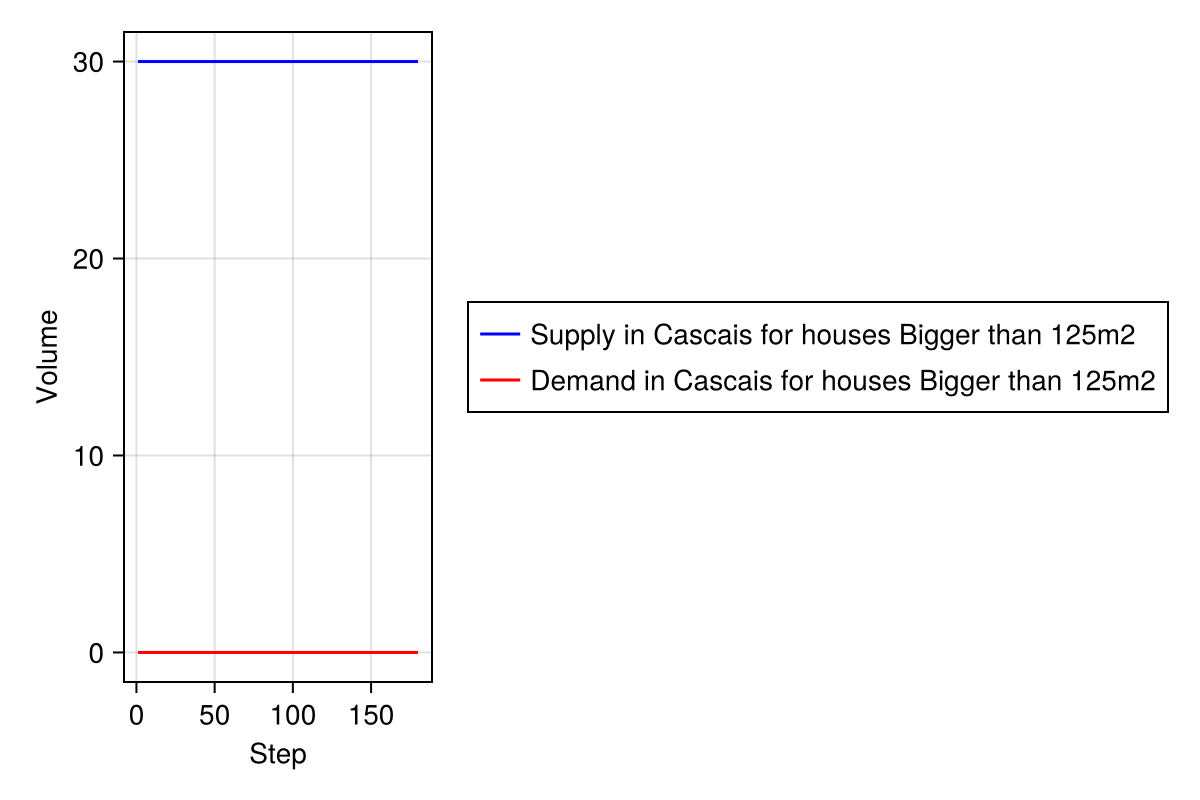 30
20
10
0
Volume
0 50 100 150
Step
Supply in Cascais for houses Bigger than 125m2
Demand in Cascais for houses Bigger than 125m2